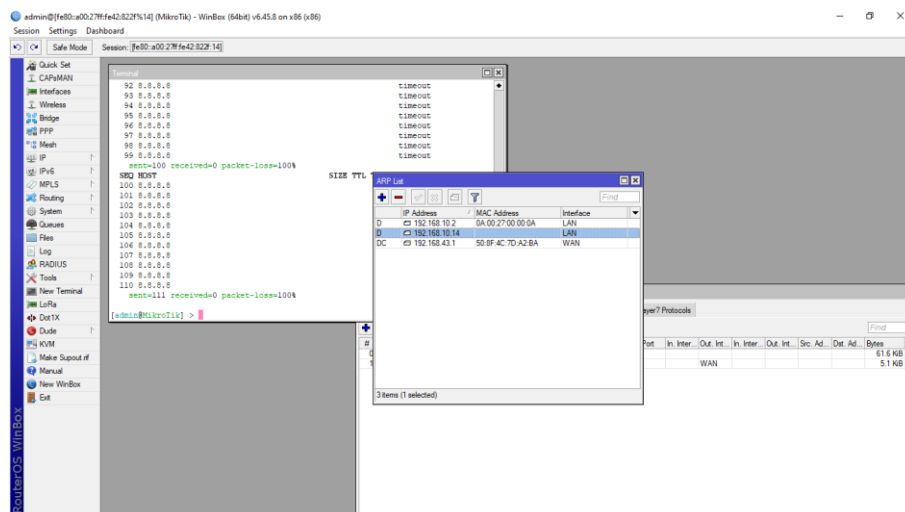 admin@[fe80::a00:27ff:fe42:822f%14] (MikroTik) - WinBox (64bit) v6.45.8 on x86 (x86)
Session Settings Dashboard
Safe Mode Session: [fe80::a00:27ff:fe42:822f:14]
Quick Set
CAPsMAN
Interfaces
Wireless
Bridge
PPP
Mesh
IP
IPv6
MPLS
Routing
System
Queues
Files
Log
RADIUS
Tools
New Terminal
LoRa
Dot1X
Dude
KVM
Make Supout.rif
Manual
New WinBox
Exit
RouterOS WinBox
Terminal
92 8.8.8.8 timeout
93 8.8.8.8 timeout
94 8.8.8.8 timeout
95 8.8.8.8 timeout
96 8.8.8.8 timeout
97 8.8.8.8 timeout
98 8.8.8.8 timeout
99 8.8.8.8 timeout
sent=100 received=0 packet-loss=100%
SEQ HOST SIZE TTL
100 8.8.8.8
101 8.8.8.8
102 8.8.8.8
103 8.8.8.8
104 8.8.8.8
105 8.8.8.8
106 8.8.8.8
107 8.8.8.8
108 8.8.8.8
109 8.8.8.8
110 8.8.8.8
sent=111 received=0 packet-loss=100%
[admin@MikroTik] >
ARP List
Find
IP Address MAC Address Interface
D 192.168.10.2 0A:00:27:00:00:0A LAN
D 192.168.10.14 LAN
DC 192.168.43.1 50:8F:4C:7D:A2:BA WAN
3 items (1 selected)
ayer7 Protocols
Find
# Port In. Inter... Out. Int... In. Inter... Out. Int... Src. Ad... Dst. Ad... Bytes
0 61.6 KiB
1 WAN 5.1 KiB